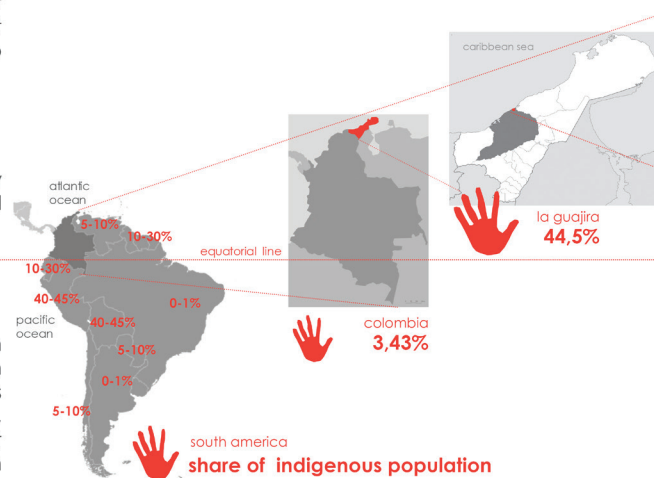 caribbean sea
atlantic
ocean
5-10%
10-30%
la guajira
44,5%
equatorial line
10-30%
40-45%
0-1%
pacific
ocean
40-45%
colombia
3,43%
5-10%
0-1%
5-10%
south america
share of indigenous population